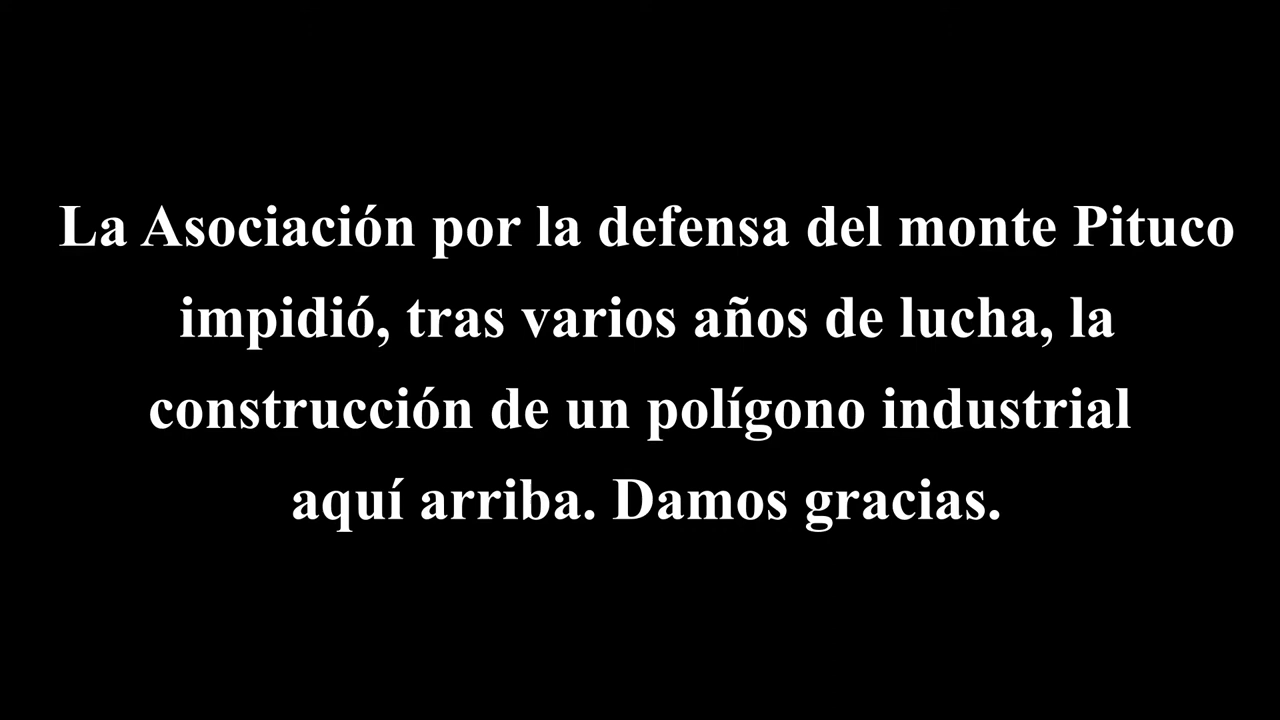 La Asociación por la defensa del monte Pituco
impidió, tras varios años de lucha, la
construcción de un polígono industrial
aquí arriba. Damos gracias.